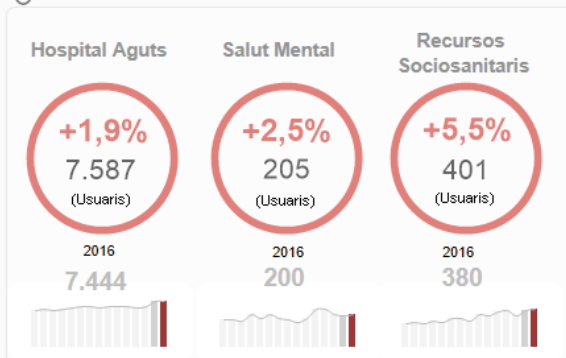 Hospital Aguts
+1,9%
7.587
(Usuaris)
2016
7.444
Salut Mental
+2,5%
205
(Usuaris)
2016
200
Recursos
Sociosanitaris
+5,5%
401
(Usuaris)
2016
380